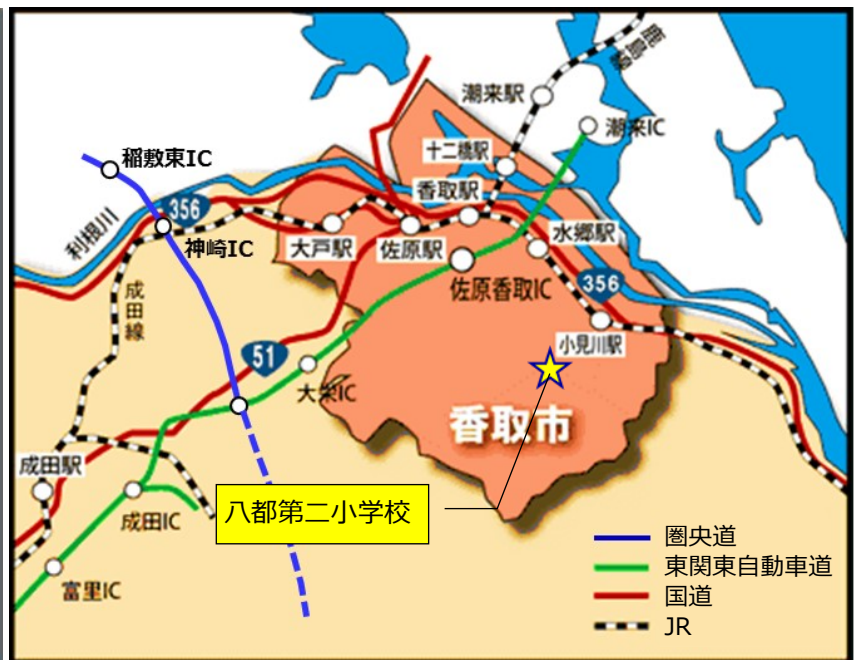 鹿島線
潮来駅
潮来IC
十二橋駅
稲敷東IC
香取駅
356
利根川
神崎IC
大戸駅
佐原駅
水郷駅
佐原香取IC
356
成田線
小見川駅
51
大栄IC
香取市
成田駅
八都第二小学校
成田IC
富里IC
圏央道
東関東自動車道
国道
JR